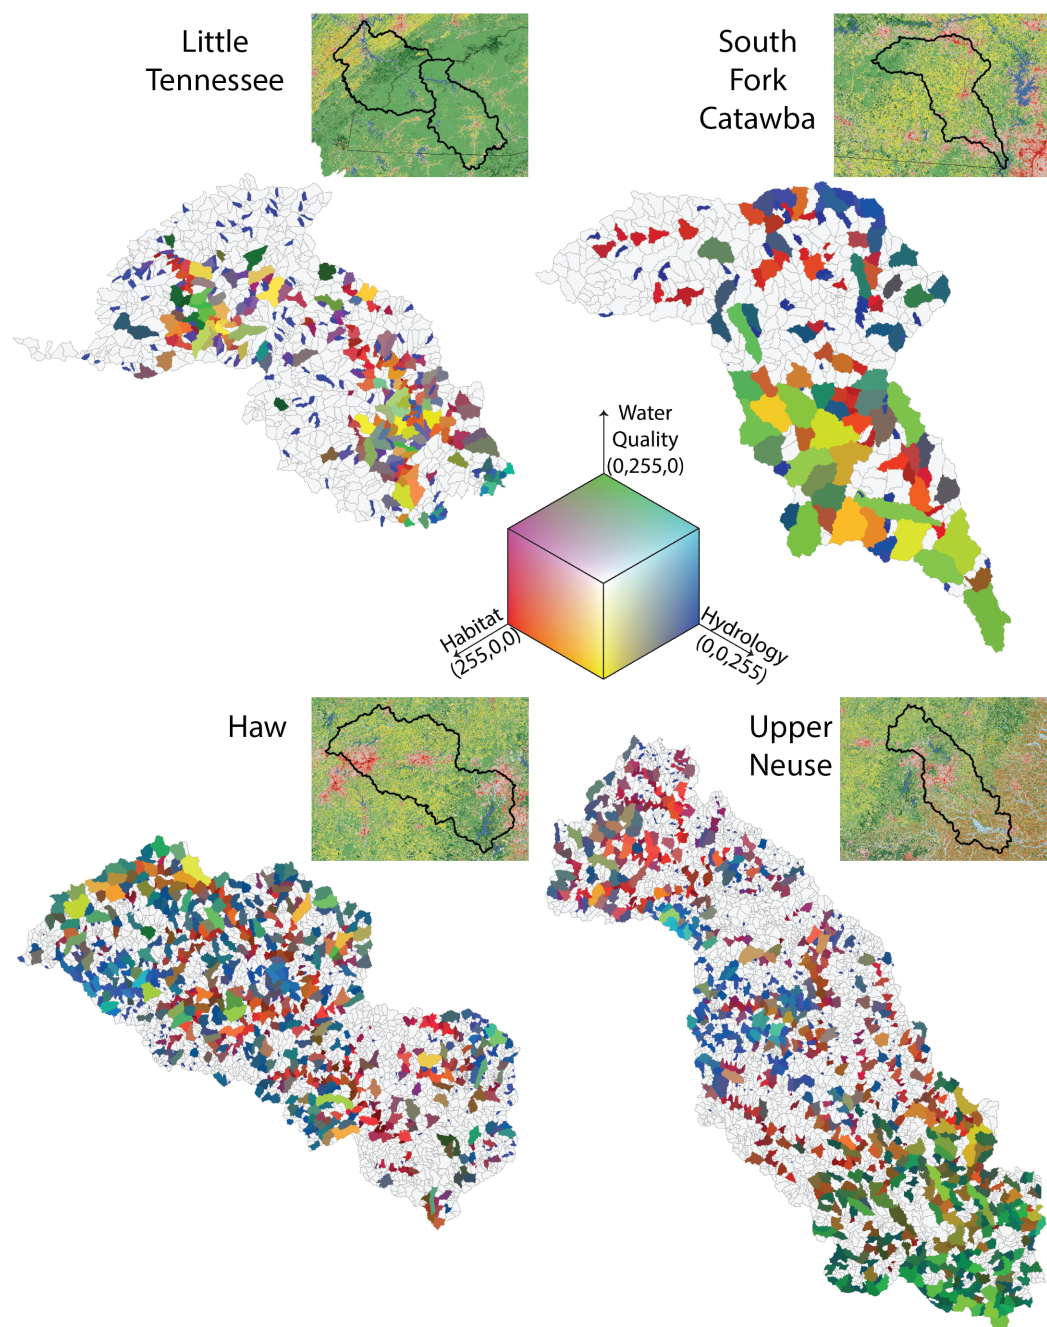 Little
Tennessee
South
Fork
Catawba
Water
Quality
(0,255,0)
Habitat
(255,0,0)
Hydrology
(0,0,255)
Haw
Upper
Neuse